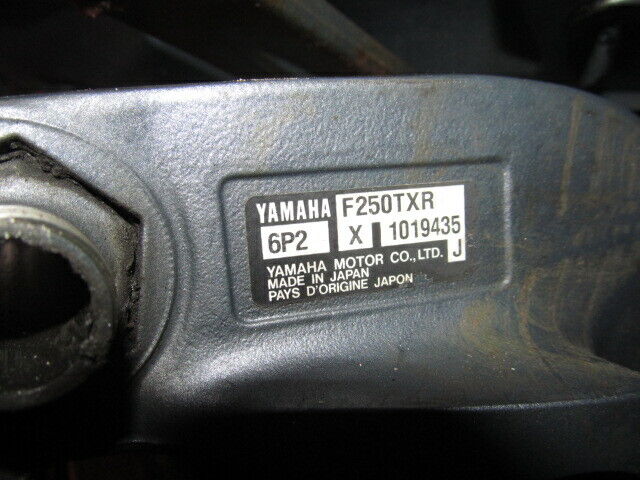 YAMAHA F250TXR
6P2 X 1019435
YAMAHA MOTOR CO.,LTD. J
MADE IN JAPAN
PAYS D'ORIGINE JAPON